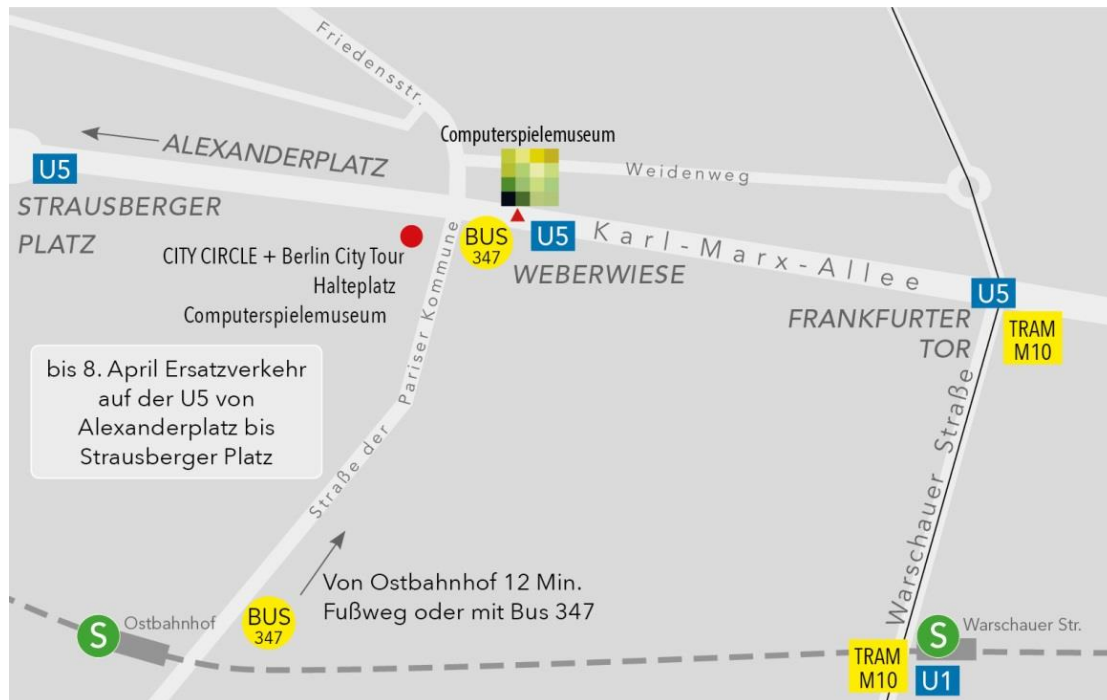 Friedensstr.
Computerspielemuseum
ALEXANDERPLATZ
U5
STRAUSBERGER
PLATZ
Weidenweg
CITY CIRCLE + Berlin City Tour
Halteplatz
Computerspielemuseum
BUS
347
U5
WEBERWIESE
Karl-Marx-Allee
U5
FRANKFURTER
TOR
TRAM
M10
bis 8. April Ersatzverkehr
auf der U5 von
Alexanderplatz bis
Strausberger Platz
Straße der Pariser Kommune
Warschauer Straße
Von Ostbahnhof 12 Min.
Fußweg oder mit Bus 347
BUS
347
S
Ostbahnhof
S
Warschauer Str.
TRAM
M10
U1